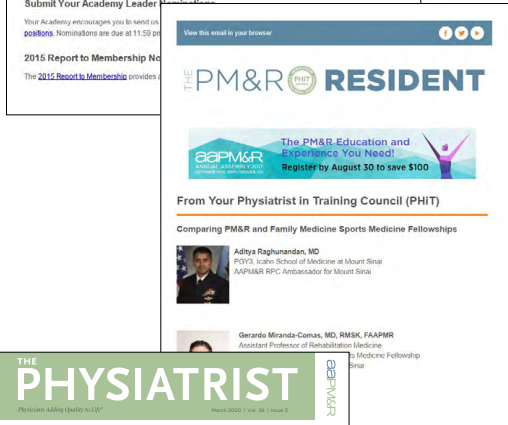 Submit Your Academy Leader Nominations
Your Academy encourages you to send us
positions. Nominations are due at 11:59 pm
2015 Report to Membership No
The 2015 Report to Membership provides a
View this email in your browser
THE PM&R PHiT RESIDENT
aapm&r
ANNUAL ASSEMBLY 2017
The PM&R Education and
Experience You Need!
Register by August 30 to save $100
From Your Physiatrist in Training Council (PHiT)
Comparing PM&R and Family Medicine Sports Medicine Fellowships
Aditya Raghunandan, MD
PGY3, Icahn School of Medicine at Mount Sinai
AAPM&R RPC Ambassador for Mount Sinai
Gerardo Miranda-Comas, MD, RMSK, FAAPMR
Assistant Professor of Rehabilitation Medicine
ts Medicine Fellowship
Sinai
THE
PHYSIATRIST
Physicians Adding Quality to Life®
March 2020 | Vol. 36 | Issue 3
aapm&r